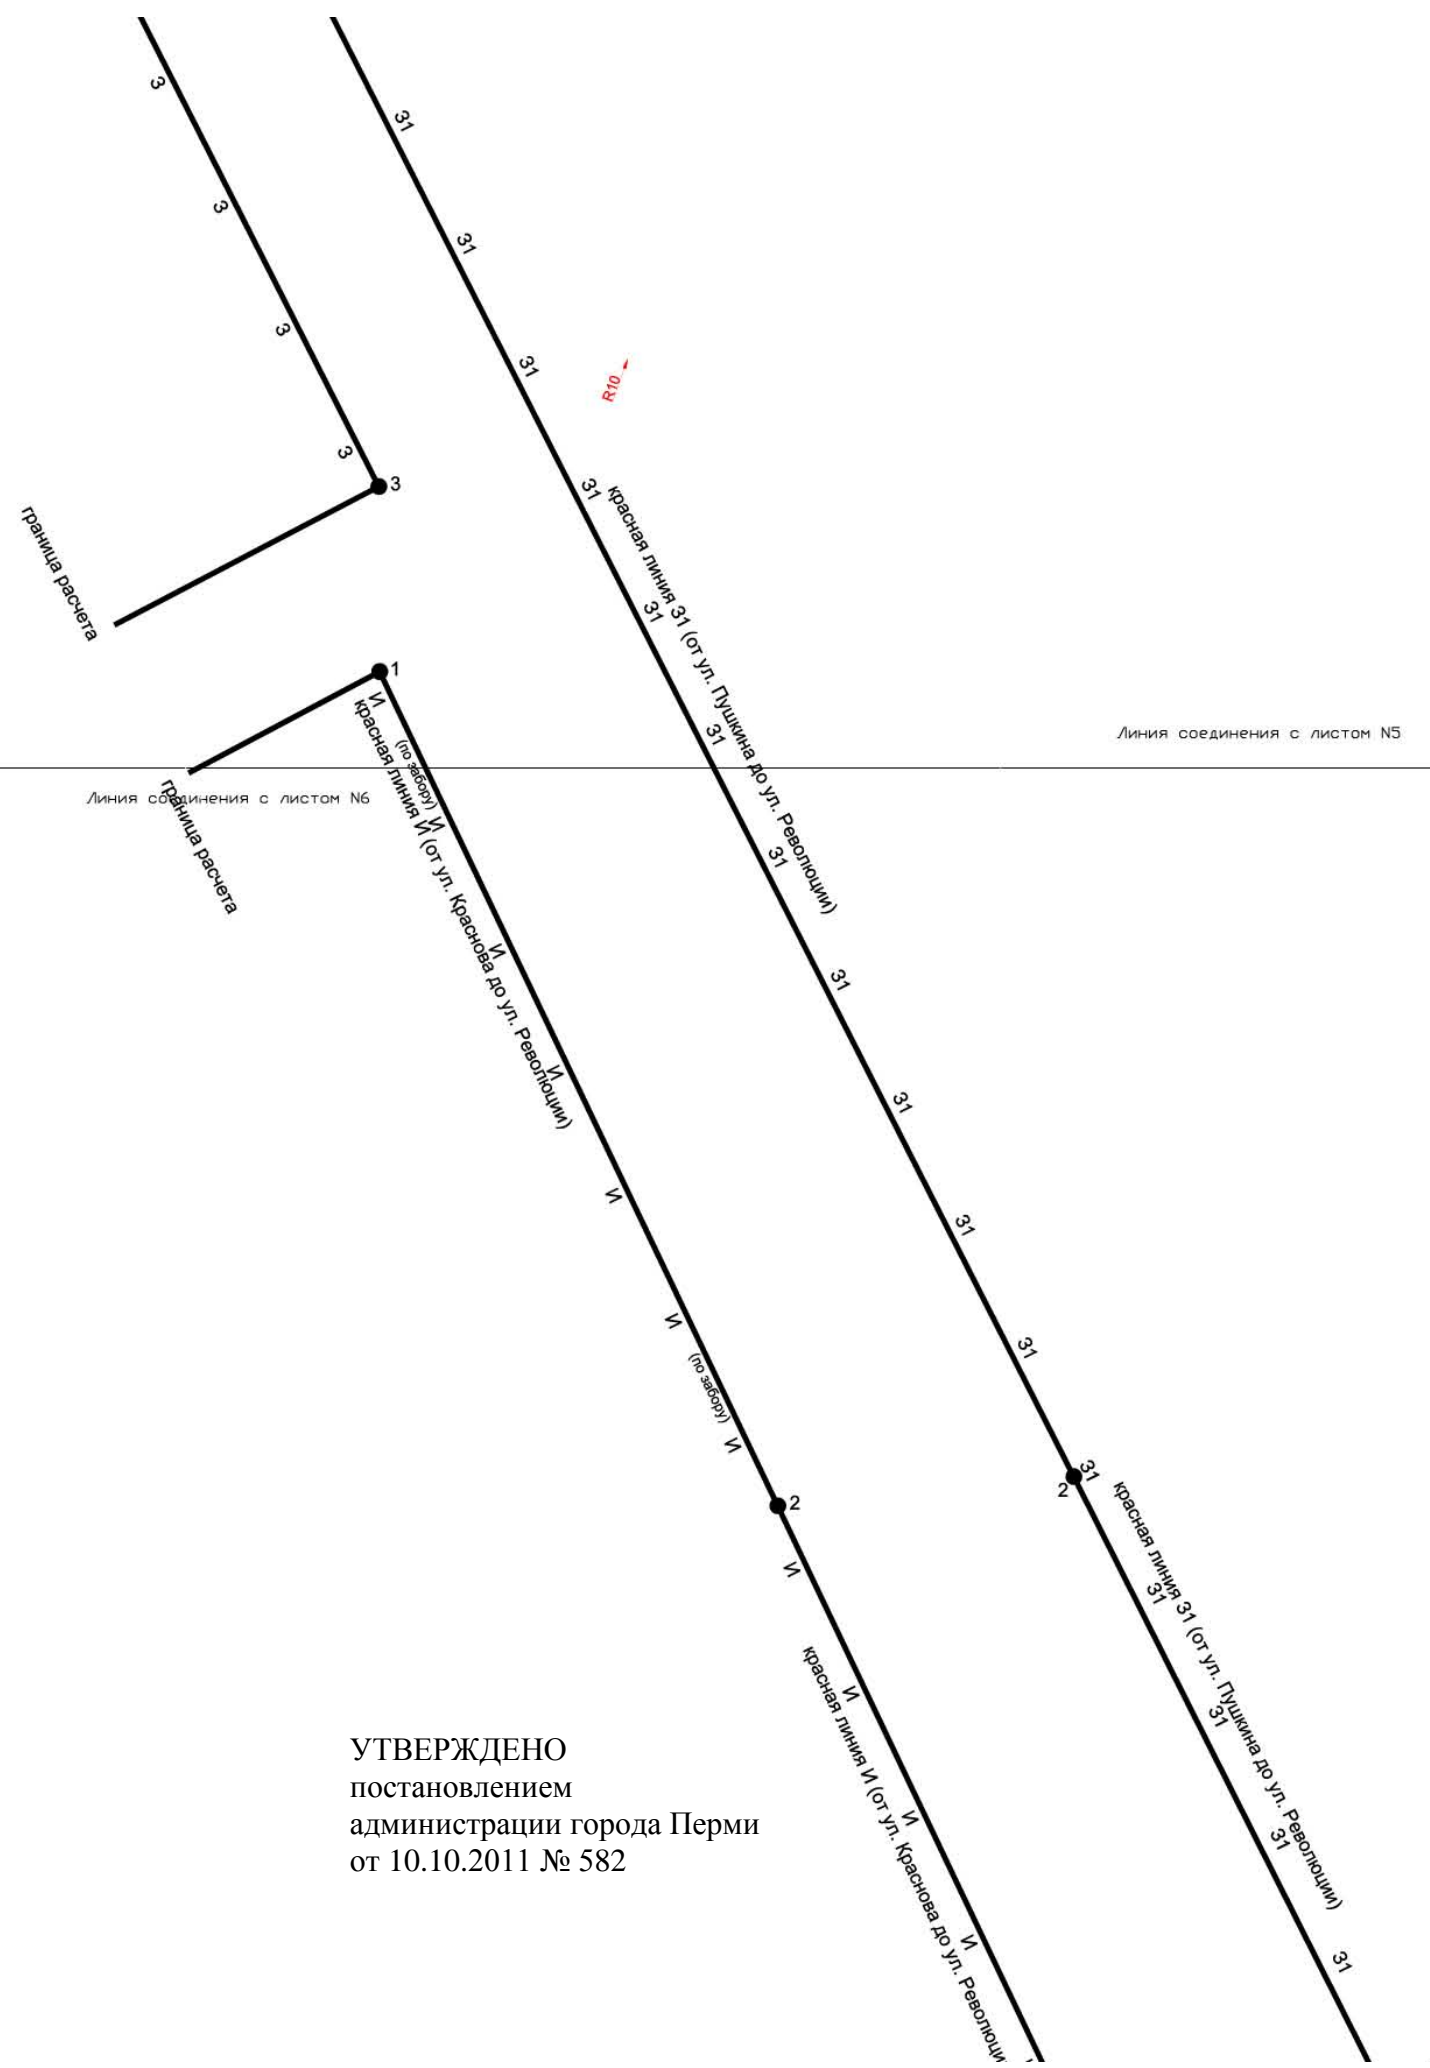 3
31
3
31
3
31
R10
3
3
31
красная линия 31 (от ул. Пушкина до ул. Революции)
граница расчета
31
1
И
красная линия И (от ул. Краснова до ул. Революции)
(по забору)
31
Линия соединения с листом N5
Линия соединения с листом N6
граница расчета
И
31
И
31
И
31
И
31
И
31
(по забору)
И
31
2
2
красная линия 31 (от ул. Пушкина до ул. Революции)
И
31
красная линия И (от ул. Краснова до ул. Революци
И
31
УТВЕРЖДЕНО
постановлением
администрации города Перми
от 10.10.2011 № 582
И
31
И
31